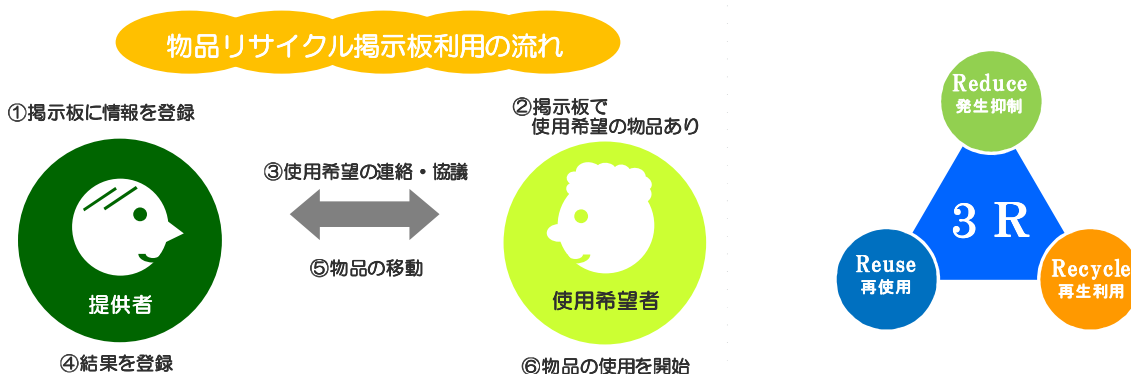 物品リサイクル掲示板利用の流れ
①掲示板に情報を登録
②掲示板で
使用希望の物品あり
③使用希望の連絡・協議
⑤物品の移動
提供者
使用希望者
④結果を登録
⑥物品の使用を開始
Reduce
発生抑制
3 R
Reuse
再使用
Recycle
再生利用